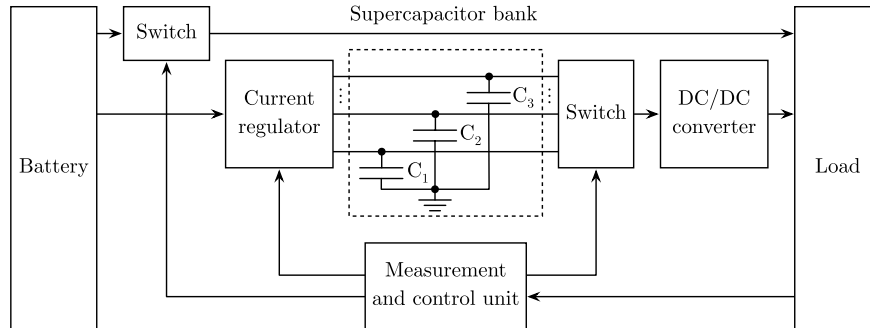 Supercapacitor bank
Switch
Current
regulator
C3
C2
C1
Switch
DC/DC
converter
Battery
Load
Measurement
and control unit